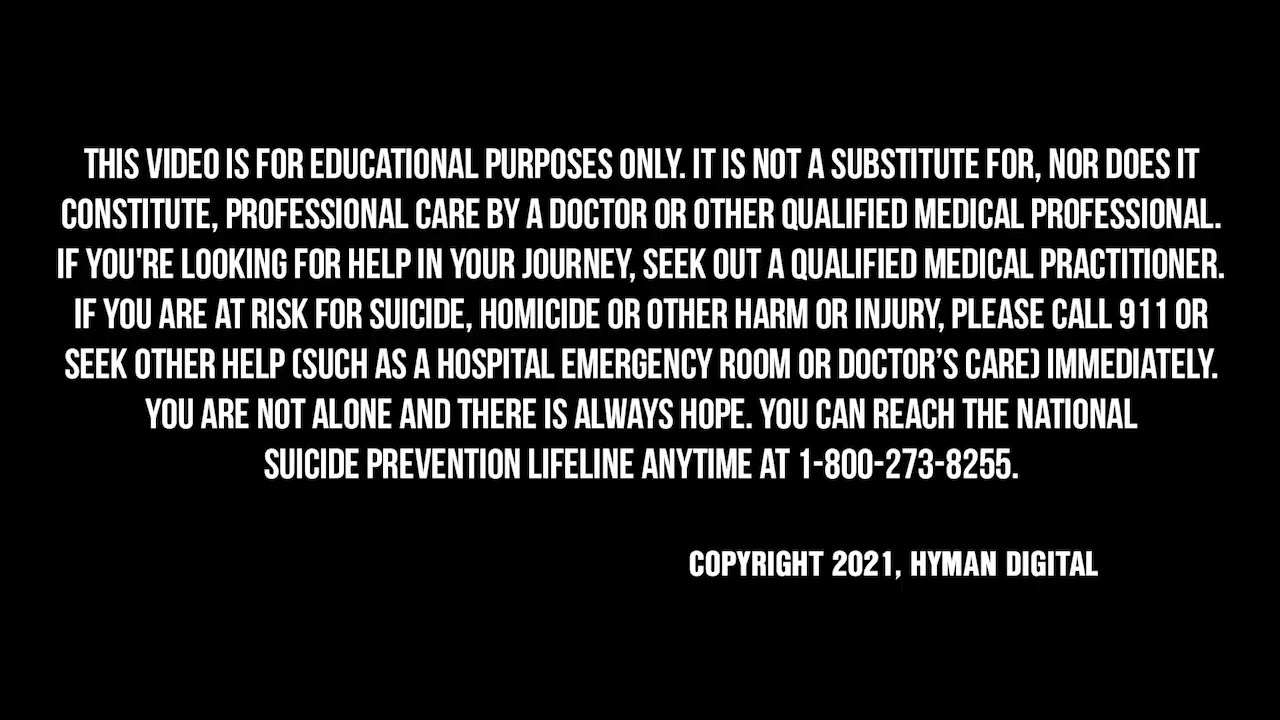 THIS VIDEO IS FOR EDUCATIONAL PURPOSES ONLY. IT IS NOT A SUBSTITUTE FOR, NOR DOES IT
CONSTITUTE, PROFESSIONAL CARE BY A DOCTOR OR OTHER QUALIFIED MEDICAL PROFESSIONAL.
IF YOU'RE LOOKING FOR HELP IN YOUR JOURNEY, SEEK OUT A QUALIFIED MEDICAL PRACTITIONER.
IF YOU ARE AT RISK FOR SUICIDE, HOMICIDE OR OTHER HARM OR INJURY, PLEASE CALL 911 OR
SEEK OTHER HELP (SUCH AS A HOSPITAL EMERGENCY ROOM OR DOCTOR’S CARE) IMMEDIATELY.
YOU ARE NOT ALONE AND THERE IS ALWAYS HOPE. YOU CAN REACH THE NATIONAL
SUICIDE PREVENTION LIFELINE ANYTIME AT 1-800-273-8255.
COPYRIGHT 2021, HYMAN DIGITAL